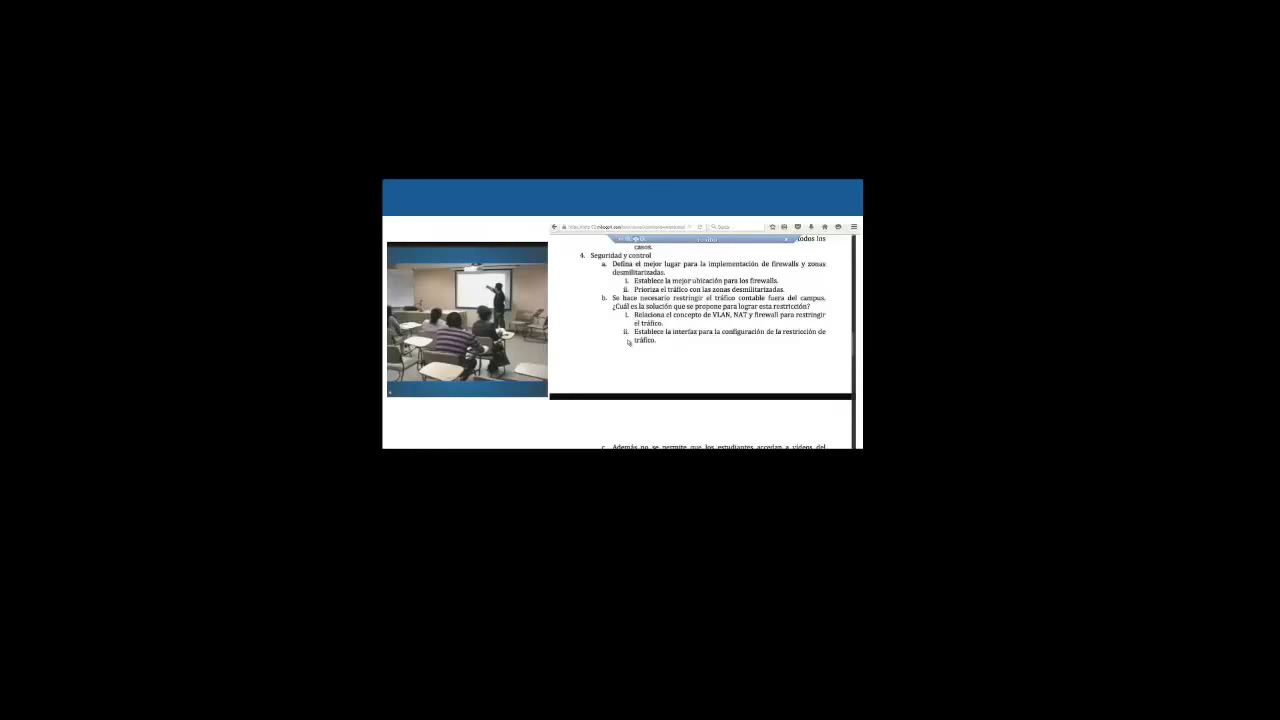 Buscar
todos los
casos.
4. Seguridad y control
a. Defina el mejor lugar para la implementación de firewalls y zonas
desmilitarizadas.
i. Establece la mejor ubicación para los firewalls.
ii. Prioriza el tráfico con las zonas desmilitarizadas.
b. Se hace necesario restringir el tráfico contable fuera del campus.
¿Cuál es la solución que se propone para lograr esta restricción?
i. Relaciona el concepto de VLAN, NAT y firewall para restringir
el tráfico.
ii. Establece la interfaz para la configuración de la restricción de
tráfico.
c. Además no se permite que los estudiantes accedan a videos del